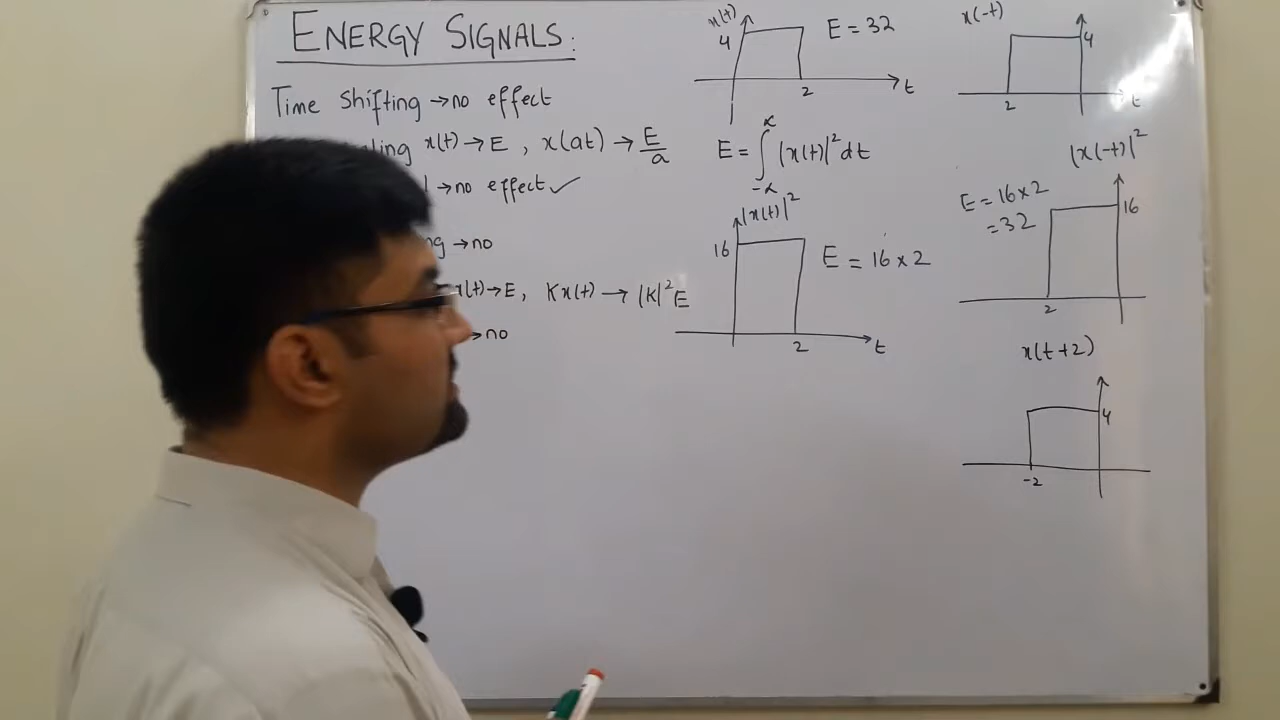 ENERGY SIGNALS:
Time Shifting → no effect
x(t) → E , x(at) → E/a
→ no effect ✓
→ no
x(t) → E, Kx(t) → |K|²E
→ no
x(t)
4
E = 32
2
t
E = ∫ |x(t)|² dt
∝
-∝
|x(t)|²
16
E = 16 × 2
2
t
x(-t)
4
2
t
|x(-t)|²
E = 16×2
= 32
16
2
x(t+2)
4
-2